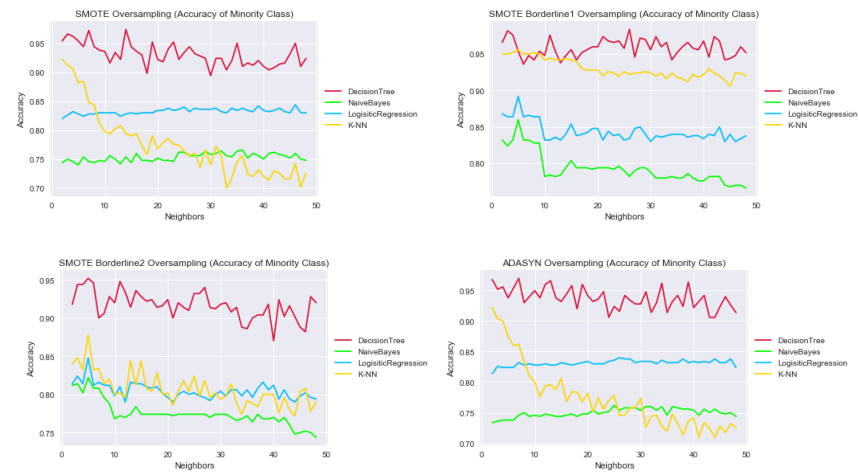 SMOTE Oversampling (Accuracy of Minority Class)
0.95
0.90
0.85
0.80
0.75
0.70
Accuracy
0
10
20
30
40
50
Neighbors
DecisionTree
NaiveBayes
LogisiticRegression
K-NN
SMOTE Borderline1 Oversampling (Accuracy of Minority Class)
0.95
0.90
0.85
0.80
Accuracy
0
10
20
30
40
50
Neighbors
DecisionTree
NaiveBayes
LogisiticRegression
K-NN
SMOTE Borderline2 Oversampling (Accuracy of Minority Class)
0.95
0.90
0.85
0.80
0.75
Accuracy
0
10
20
30
40
50
Neighbors
DecisionTree
NaiveBayes
LogisiticRegression
K-NN
ADASYN Oversampling (Accuracy of Minority Class)
0.95
0.90
0.85
0.80
0.75
0.70
Accuracy
0
10
20
30
40
50
Neighbors
DecisionTree
NaiveBayes
LogisiticRegression
K-NN